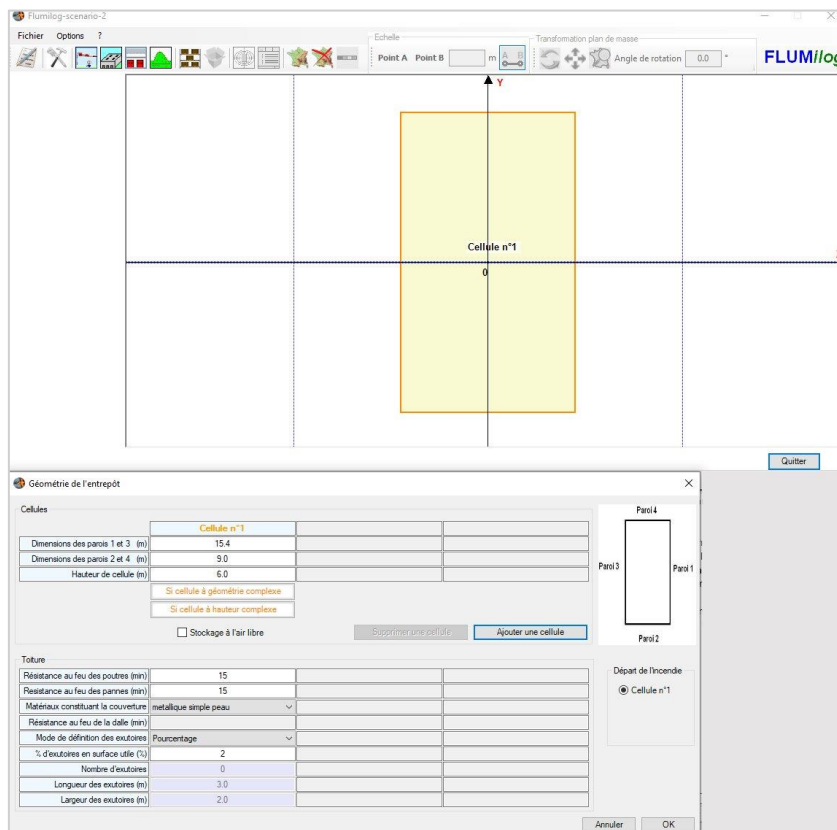 Flumilog-scenario-2
Fichier Options ?
Echelle
Transformation plan de masse
Point A Point B m A B Angle de rotation 0.0 °
FLUMilog
Y
Cellule n°1
0
Quitter
Géométrie de l'entrepôt
Cellules
Cellule n°1
Dimensions des parois 1 et 3 (m) 15.4
Dimensions des parois 2 et 4 (m) 9.0
Hauteur de cellule (m) 6.0
Si cellule à géométrie complexe
Si cellule à hauteur complexe
Stockage à l'air libre
Supprimer une cellule
Ajouter une cellule
Paroi 4
Paroi 3
Paroi 1
Paroi 2
Toiture
Résistance au feu des poutres (min) 15
Resistance au feu des pannes (min) 15
Matériaux constituant la couverture metallique simple peau
Résistance au feu de la dalle (min)
Mode de définition des exutoires Pourcentage
% d'exutoires en surface utile (%) 2
Nombre d'exutoires 0
Longueur des exutoires (m) 3.0
Largeur des exutoires (m) 2.0
Départ de l'incendie
Cellule n°1
Annuler
OK